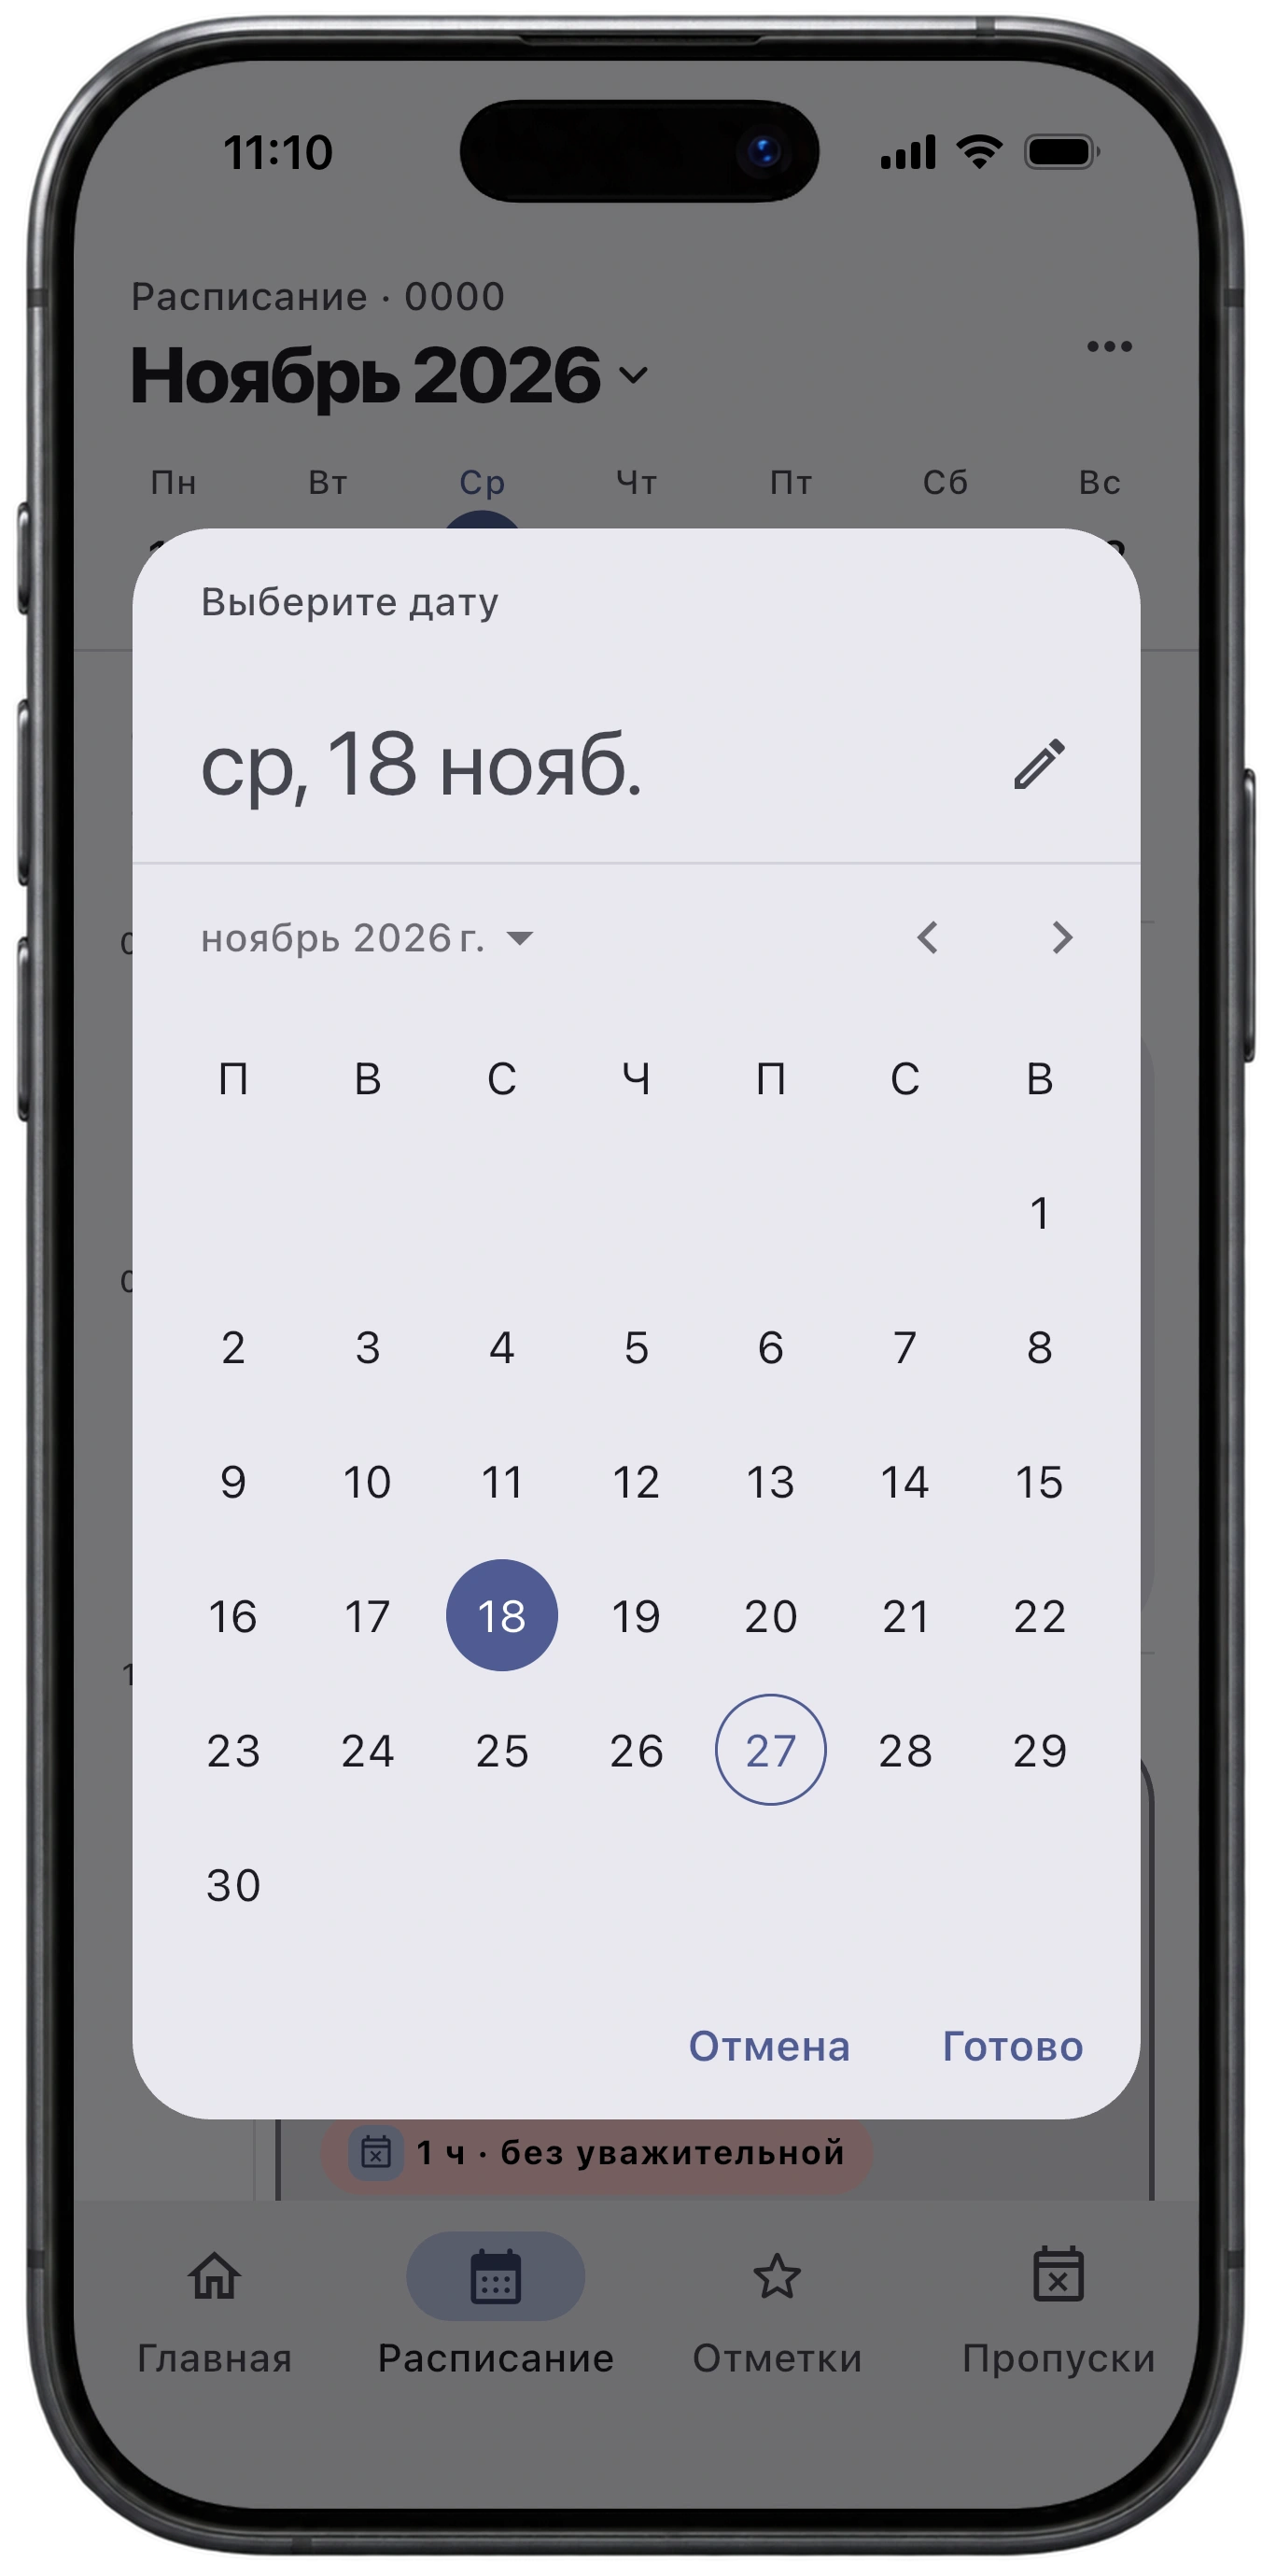 11:10
Расписание · 0000
Ноябрь 2026
Пн Вт Ср Чт Пт Сб Вс
Выберите дату
ср, 18 нояб.
ноябрь 2026 г.
П В С Ч П С В
1
2 3 4 5 6 7 8
9 10 11 12 13 14 15
16 17 18 19 20 21 22
23 24 25 26 27 28 29
30
Отмена Готово
1 ч · без уважительной
Главная Расписание Отметки Пропуски